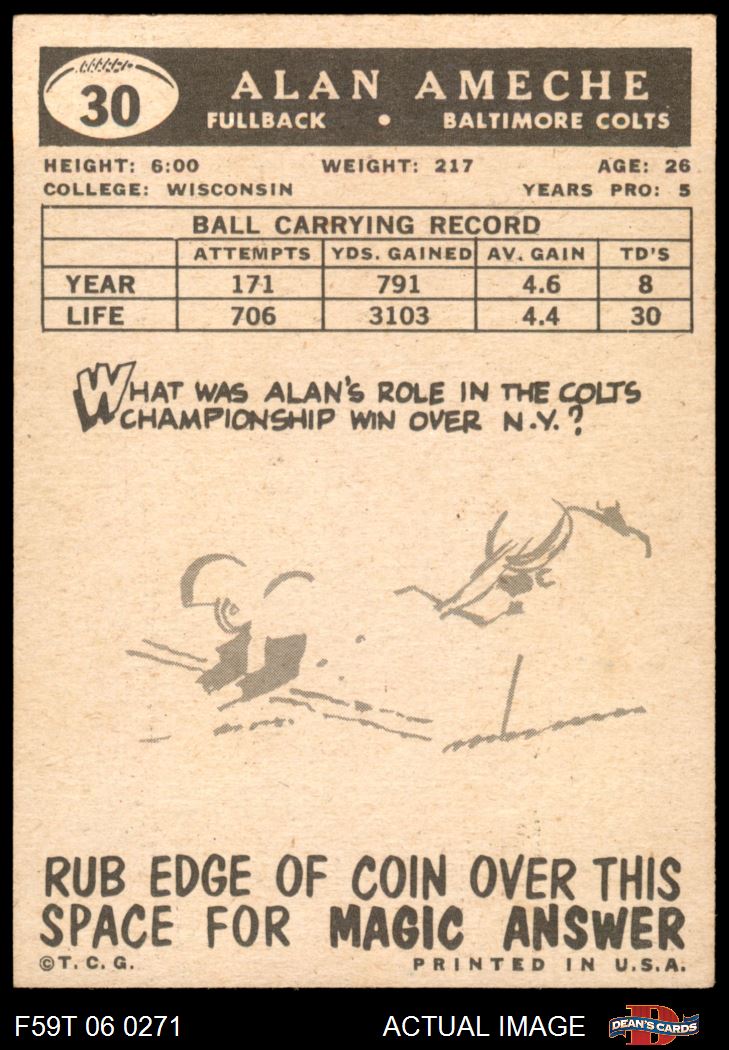 30
ALAN AMECHE
FULLBACK • BALTIMORE COLTS
HEIGHT: 6:00 WEIGHT: 217 AGE: 26
COLLEGE: WISCONSIN YEARS PRO: 5
BALL CARRYING RECORD
ATTEMPTS YDS. GAINED AV. GAIN TD'S
YEAR 171 791 4.6 8
LIFE 706 3103 4.4 30
WHAT WAS ALAN'S ROLE IN THE COLTS
CHAMPIONSHIP WIN OVER N.Y.?
RUB EDGE OF COIN OVER THIS
SPACE FOR MAGIC ANSWER
©T.C.G. PRINTED IN U.S.A.
F59T 06 0271 ACTUAL IMAGE D DEAN'S CARDS